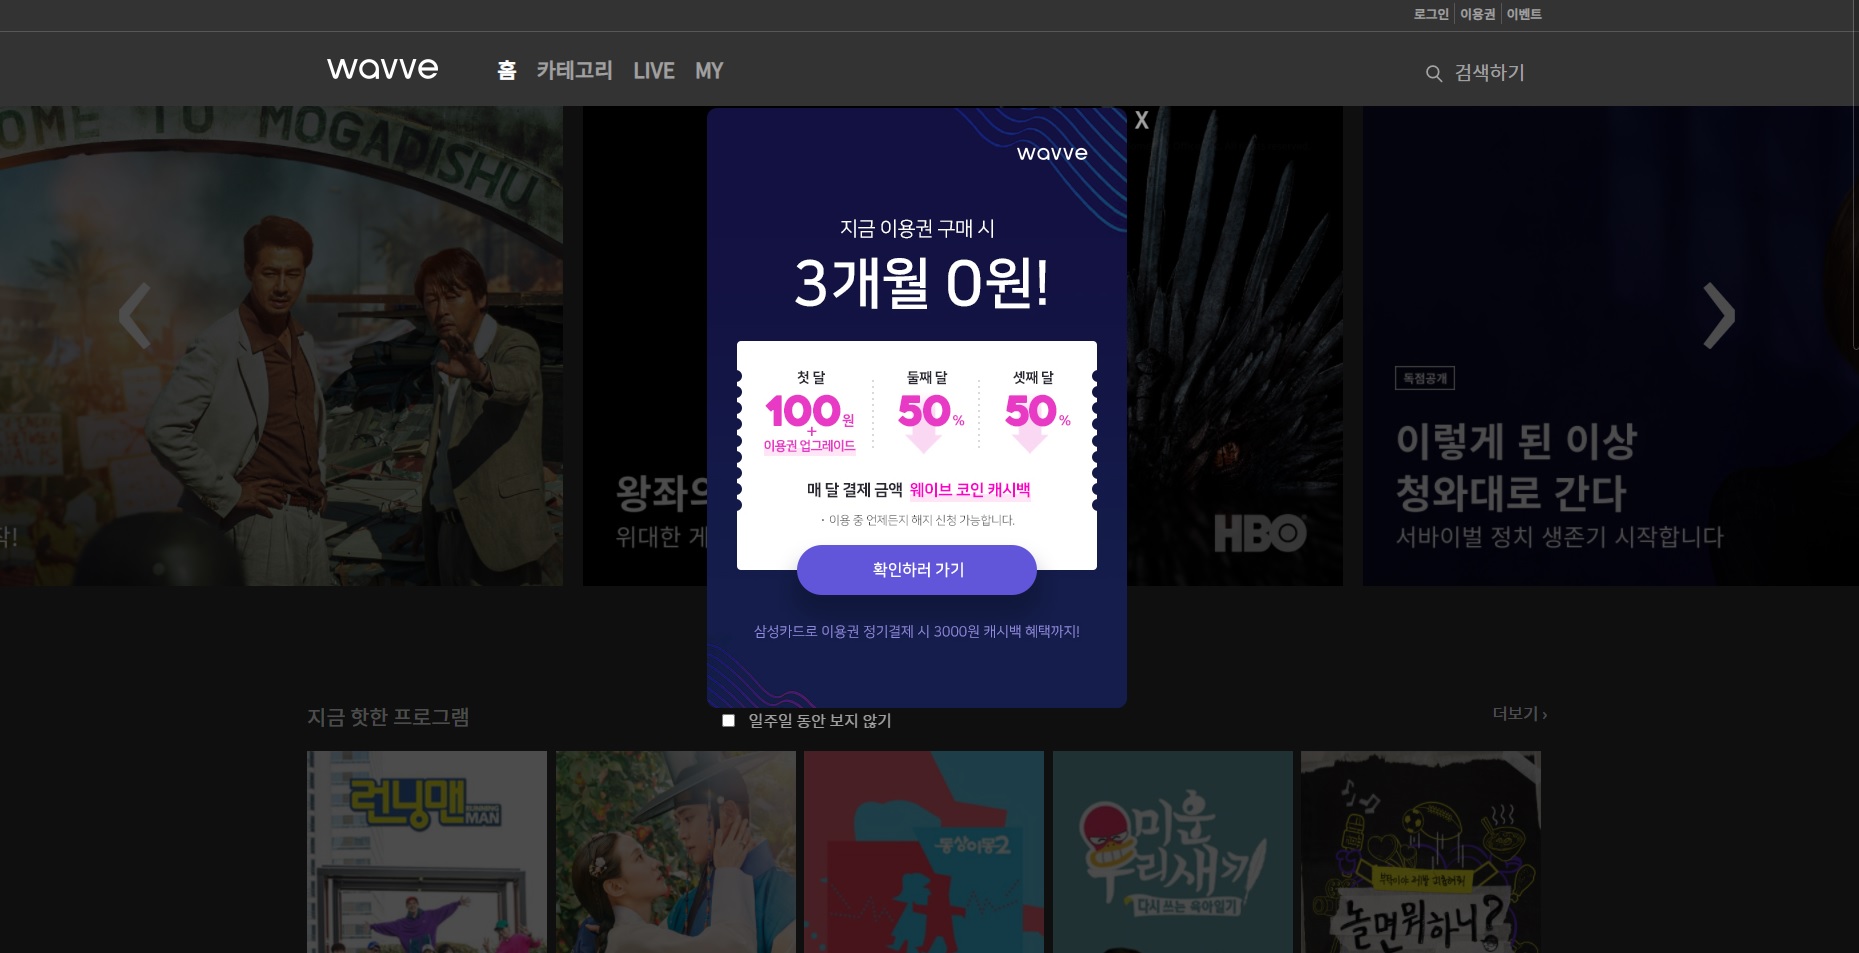 로그인 이용권 이벤트
wavve 홈 카테고리 LIVE MY 검색하기
OME TO MOGADISHU
X
wavve
지금 이용권 구매 시
3개월 0원!
첫 달 둘째 달 셋째 달
100원 50% 50%
+
이용권 업그레이드
매 달 결제 금액 웨이브 코인 캐시백
· 이용 중 언제든지 해지 신청 가능합니다.
확인하러 가기
삼성카드로 이용권 정기결제 시 3000원 캐시백 혜택까지!
일주일 동안 보지 않기
왕좌의
위대한 게
HBO
독점공개
이렇게 된 이상
청와대로 간다
서바이벌 정치 생존기 시작합니다
지금 핫한 프로그램
더보기 ›
런닝맨
RUNNING MAN
동상이몽2
미운
우리새끼
다시 쓰는 육아일기
놀면뭐하니?